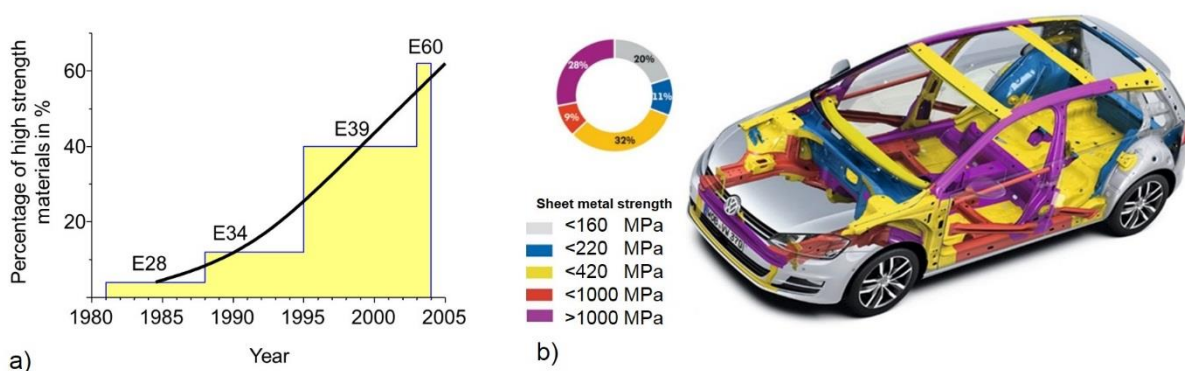 E60
Percentage of high strength
materials in %
60
E39
40
E34
20
E28
1980 1985 1990 1995 2000 2005
Year
a)
28%
20%
11%
9%
32%
Sheet metal strength
<160 MPa
<220 MPa
<420 MPa
<1000 MPa
>1000 MPa
b)